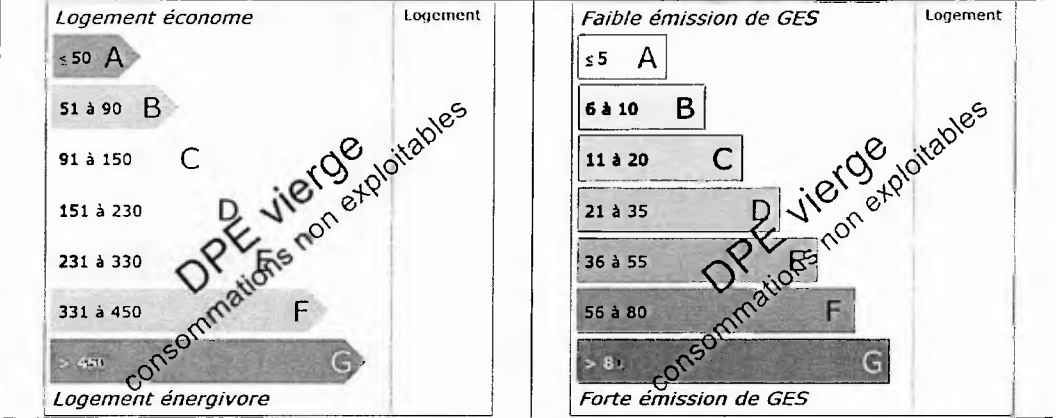 Logement économe
Logement
≤ 50 A
51 à 90 B
91 à 150 C
151 à 230 D
231 à 330 E
331 à 450 F
> 450 G
Logement énergivore
DPE vierge
consommations non exploitables
Faible émission de GES
Logement
≤ 5 A
6 à 10 B
11 à 20 C
21 à 35 D
36 à 55 E
56 à 80 F
> 8 G
Forte émission de GES
DPE vierge
consommations non exploitables